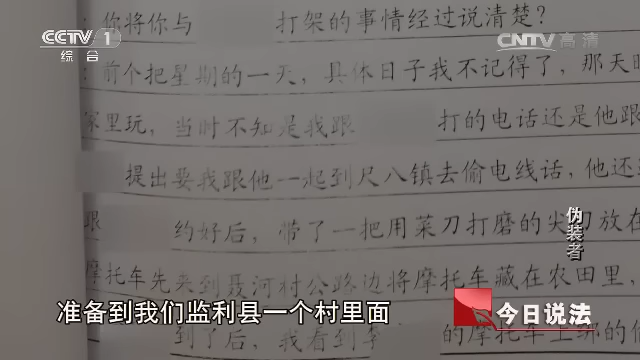 CCTV 1
综合
CNTV高清
：你将你与 打架的事情经过说清楚？
：前个把星期的一天，具体日子我不记得了，那天
家里玩，当时不知是我跟 打的电话还是他跟
提出要我跟他一起到尺八镇去偷电线话，他还
跟 约好后，带了一把用菜刀打磨的尖刀放在
摩托车先来到聂河村公路边将摩托车藏在农田里，
伪装者
准备到我们监利县一个村里面
今日说法
到了后，我看到李 的摩托车上绑的